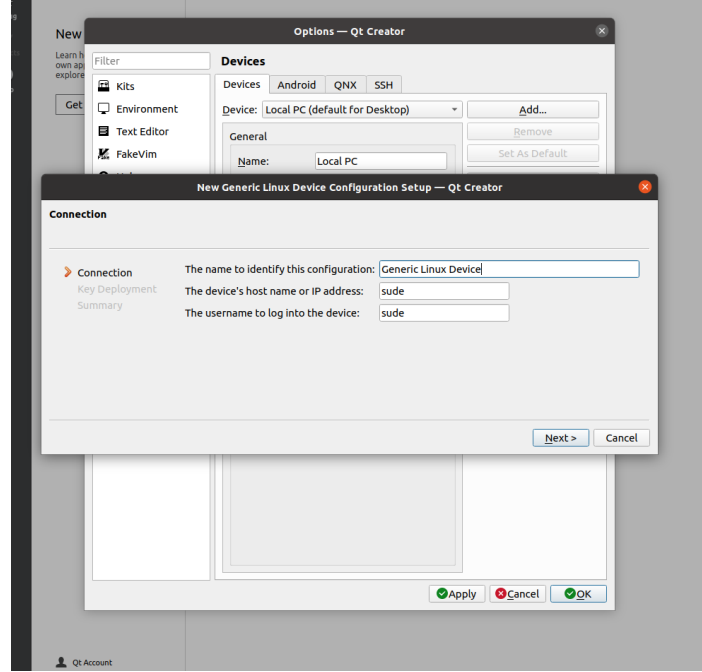 New
Learn h
own ap
explore
Get
Options — Qt Creator
Filter
Kits
Environment
Text Editor
FakeVim
Devices
Devices Android QNX SSH
Device: Local PC (default for Desktop) Add...
General
Remove
Name: Local PC
Set As Default
New Generic Linux Device Configuration Setup — Qt Creator
Connection
Connection
Key Deployment
Summary
The name to identify this configuration: Generic Linux Device
The device's host name or IP address: sude
The username to log into the device: sude
Next > Cancel
Apply Cancel OK
Qt Account